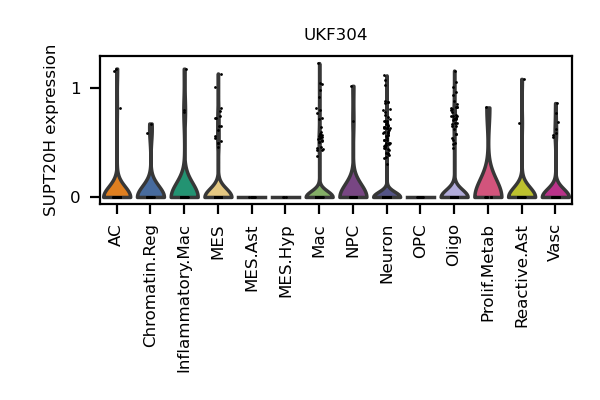 UKF304
SUPT20H expression
1
0
AC
Chromatin.Reg
Inflammatory.Mac
MES
MES.Ast
MES.Hyp
Mac
NPC
Neuron
OPC
Oligo
Prolif.Metab
Reactive.Ast
Vasc